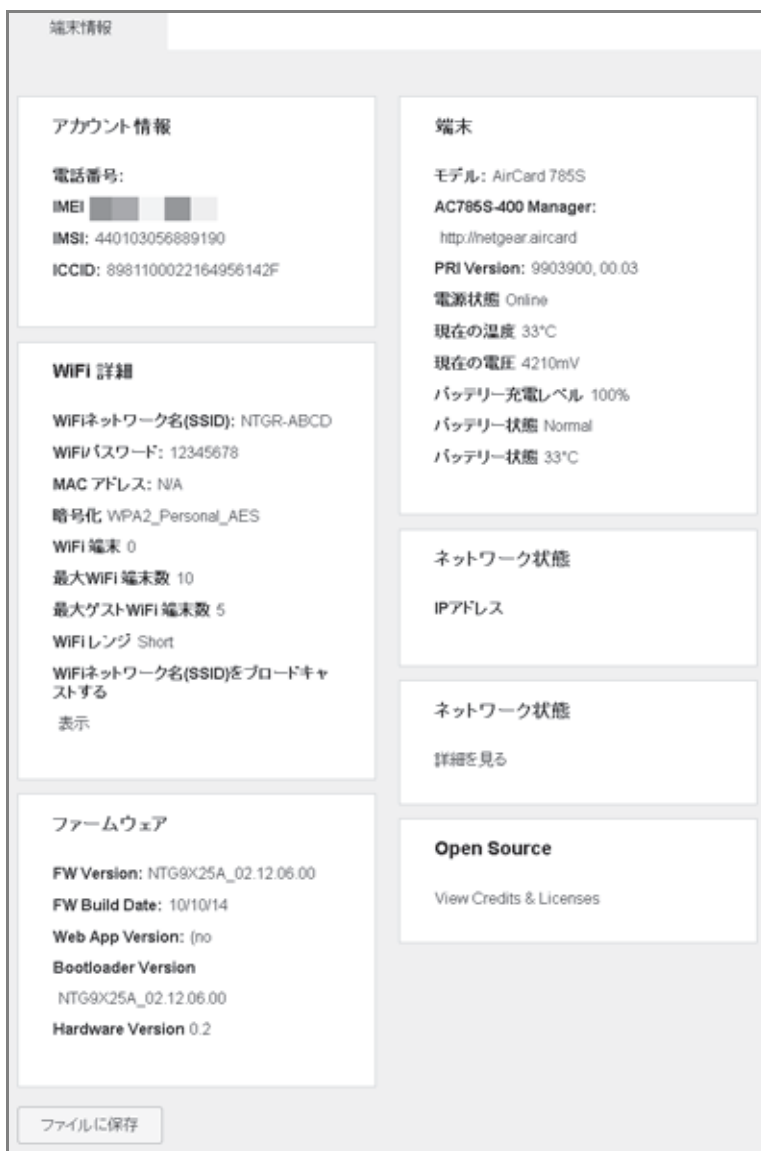 端末情報
アカウント情報
電話番号:
IMEI
IMSI: 440103056889190
ICCID: 8981100022164956142F
WiFi 詳細
WiFiネットワーク名(SSID): NTGR-ABCD
WiFiパスワード: 12345678
MAC アドレス: N/A
暗号化 WPA2_Personal_AES
WiFi 端末 0
最大WiFi 端末数 10
最大ゲストWiFi 端末数 5
WiFiレンジ Short
WiFiネットワーク名(SSID)をブロードキャ
ストする
表示
ファームウェア
FW Version: NTG9X25A_02.12.06.00
FW Build Date: 10/10/14
Web App Version: (no
Bootloader Version
NTG9X25A_02.12.06.00
Hardware Version 0.2
ファイルに保存
端末
モデル: AirCard 785S
AC785S-400 Manager:
http://netgear.aircard
PRI Version: 9903900, 00.03
電源状態 Online
現在の温度 33°C
現在の電圧 4210mV
バッテリー充電レベル 100%
バッテリー状態 Normal
バッテリー状態 33°C
ネットワーク状態
IPアドレス
ネットワーク状態
詳細を見る
Open Source
View Credits & Licenses